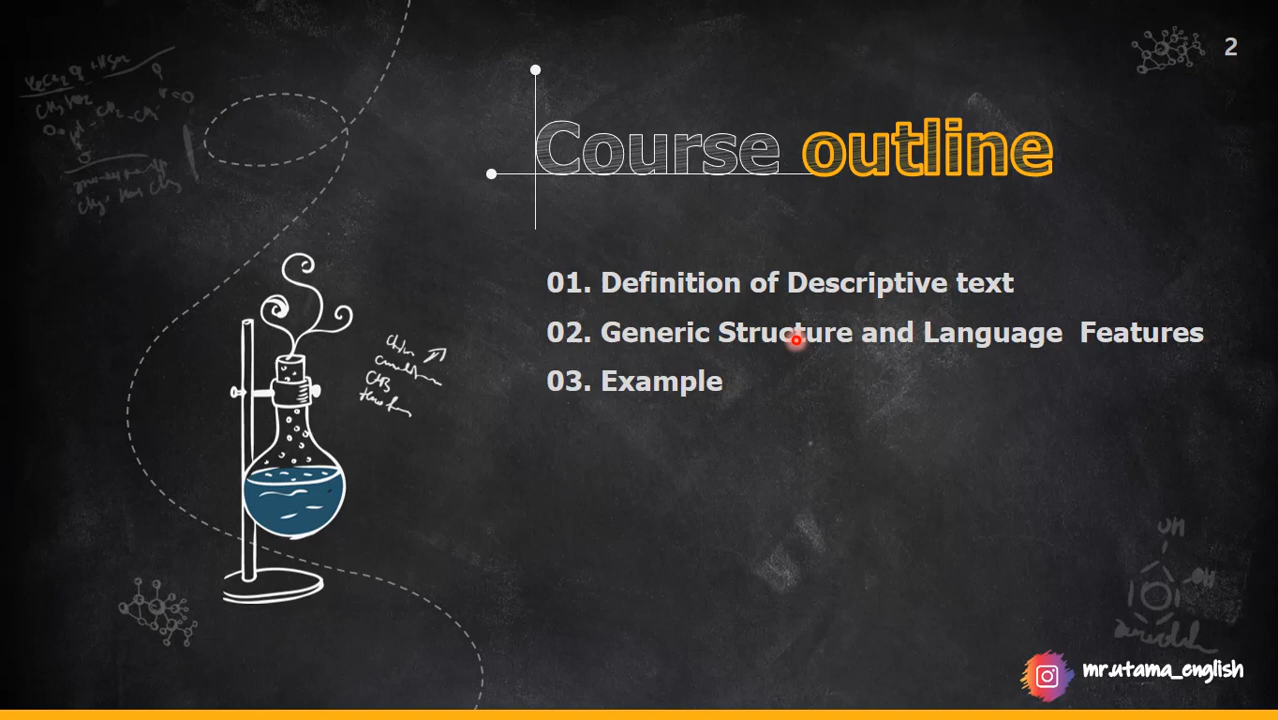 2
Course outline
01. Definition of Descriptive text
02. Generic Structure and Language Features
03. Example
mr.utama_english